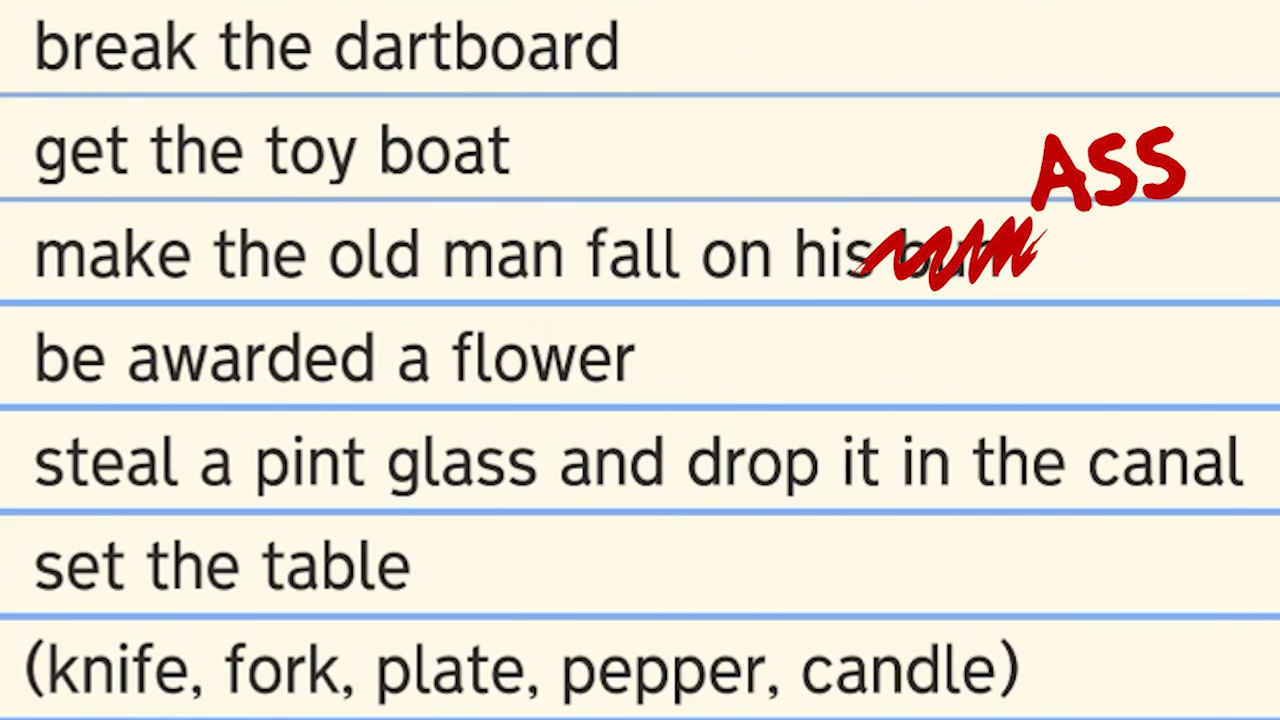 break the dartboard
get the toy boat
ASS
make the old man fall on his bum
be awarded a flower
steal a pint glass and drop it in the canal
set the table
(knife, fork, plate, pepper, candle)